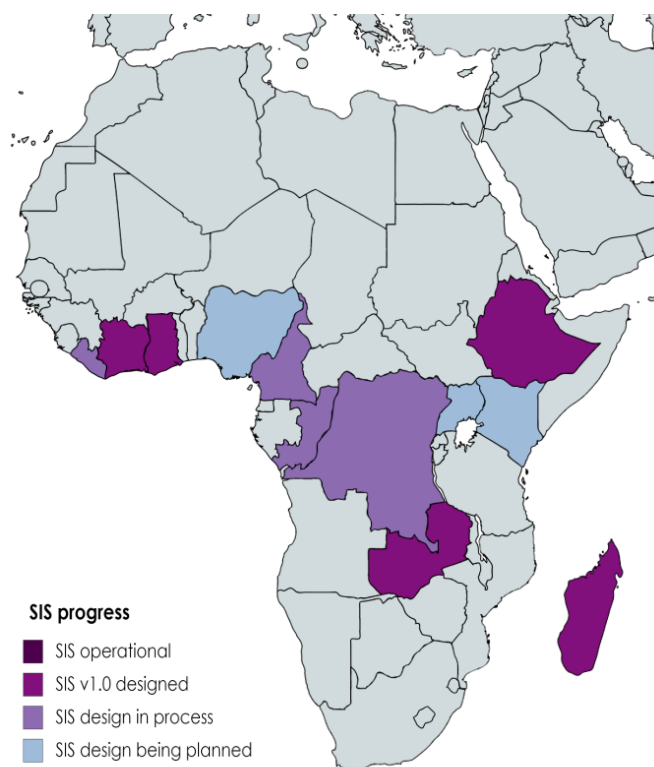 SIS progress
SIS operational
SIS v1.0 designed
SIS design in process
SIS design being planned